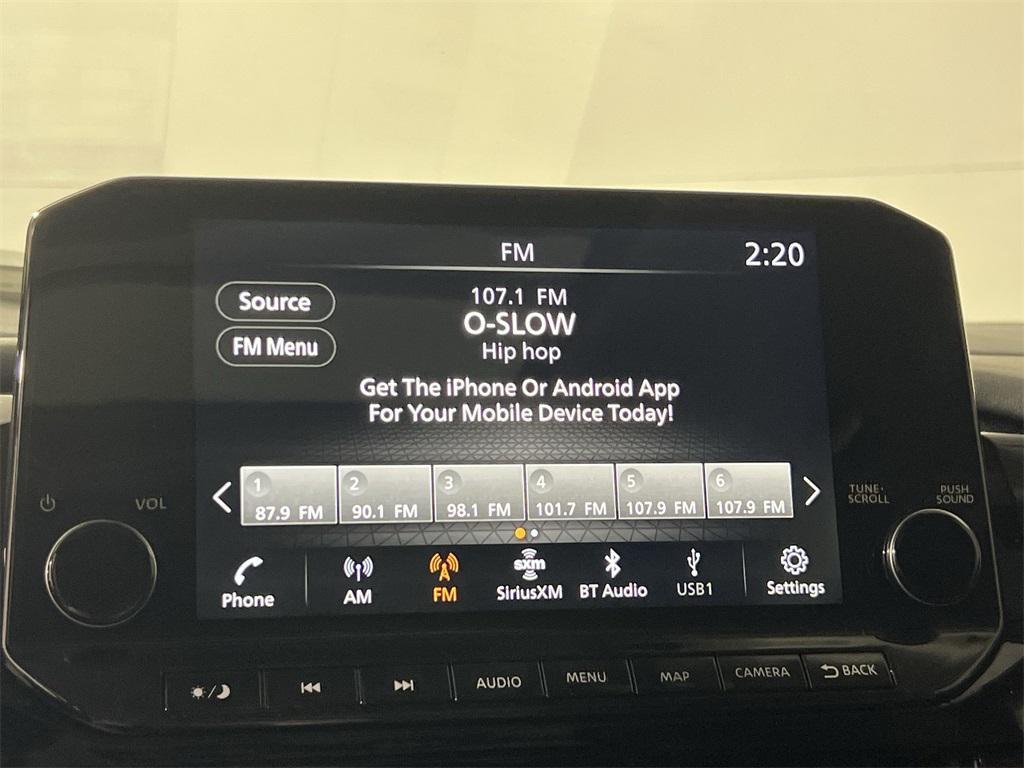 FM
2:20
Source
107.1 FM
O-SLOW
FM Menu
Hip hop
Get The iPhone Or Android App
For Your Mobile Device Today!
1 2 3 4 5 6
87.9 FM 90.1 FM 98.1 FM 101.7 FM 107.9 FM 107.9 FM
VOL
TUNE·
SCROLL
PUSH
SOUND
sxm
Phone AM FM SiriusXM BT Audio USB1 Settings
AUDIO MENU MAP CAMERA BACK